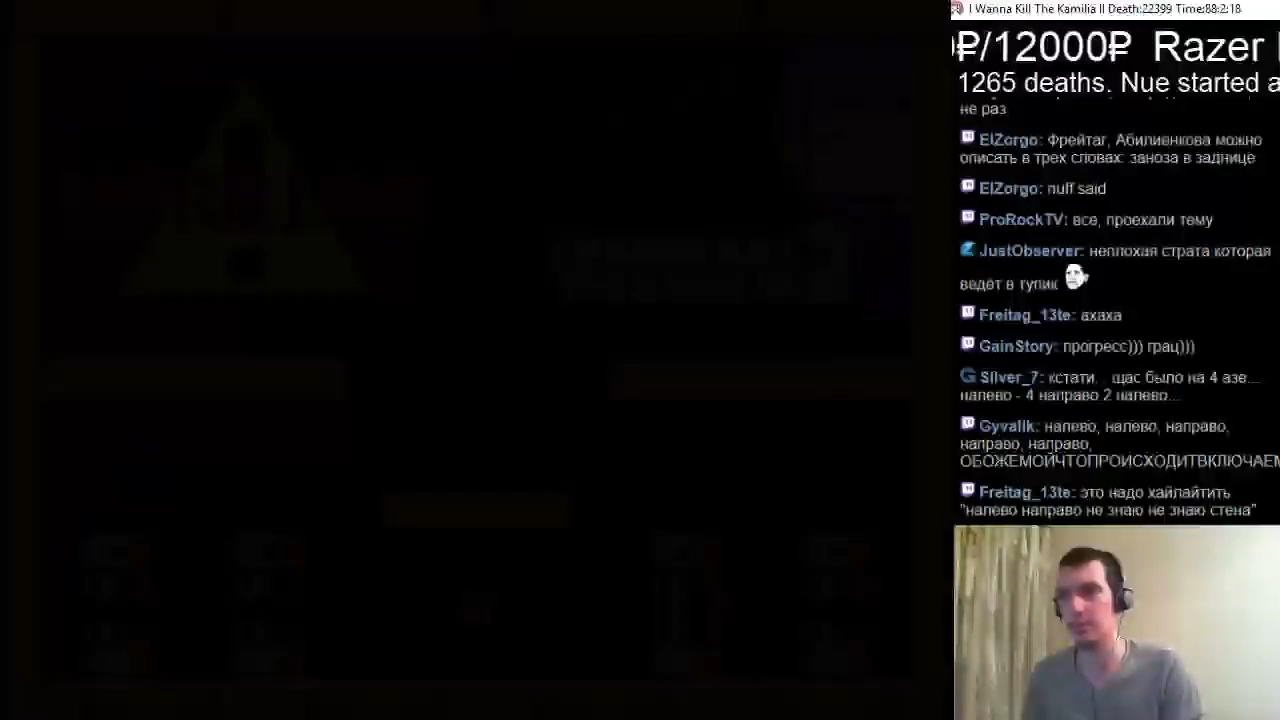 I Wanna Kill The Kamilia II Death:22399 Time:88:2:18
₽/12000₽ Razer
1265 deaths. Nue started a
не раз
ElZorgo: Фрейтаг, Абилиенкова можно
описать в трех словах: заноза в заднице
ElZorgo: nuff said
ProRockTV: все, проехали тему
JustObserver: неплохая страта которая
ведёт в тупик
Freitag_13te: ахаха
GainStory: прогресс))) грац)))
Silver_7: кстати.. щас было на 4 азе...
налево - 4 направо 2 налево...
Gyvalik: налево, налево, направо,
направо, направо,
ОБОЖЕМОЙЧТОПРОИСХОДИТВКЛЮЧАЕМ
Freitag_13te: это надо хайлайтить
"налево направо не знаю не знаю стена"